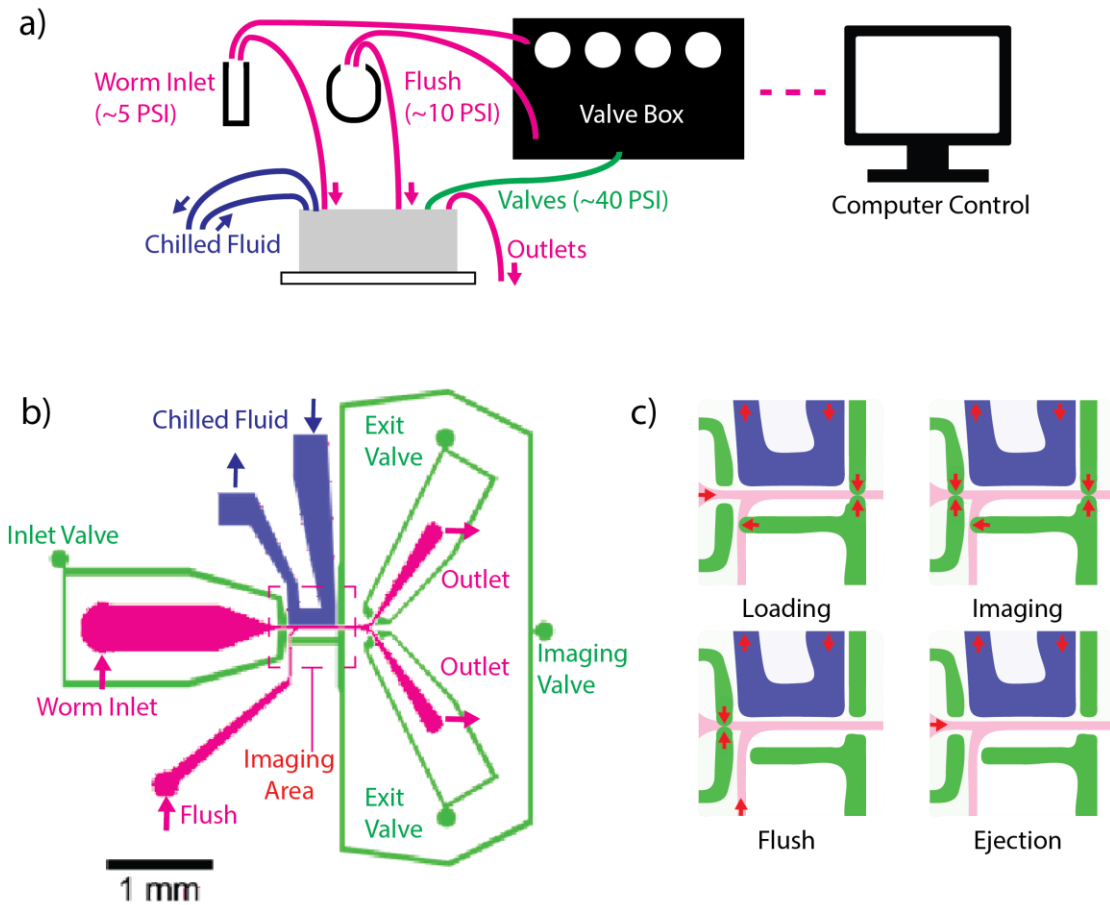 a)
Worm Inlet
(~5 PSI)
Flush
(~10 PSI)
Valve Box
Computer Control
Valves (~40 PSI)
Chilled Fluid
Outlets
b)
Chilled Fluid
Exit
Valve
Inlet Valve
Outlet
Outlet
Imaging
Valve
Worm Inlet
Imaging
Area
Flush
Exit
Valve
1 mm
c)
Loading
Imaging
Flush
Ejection